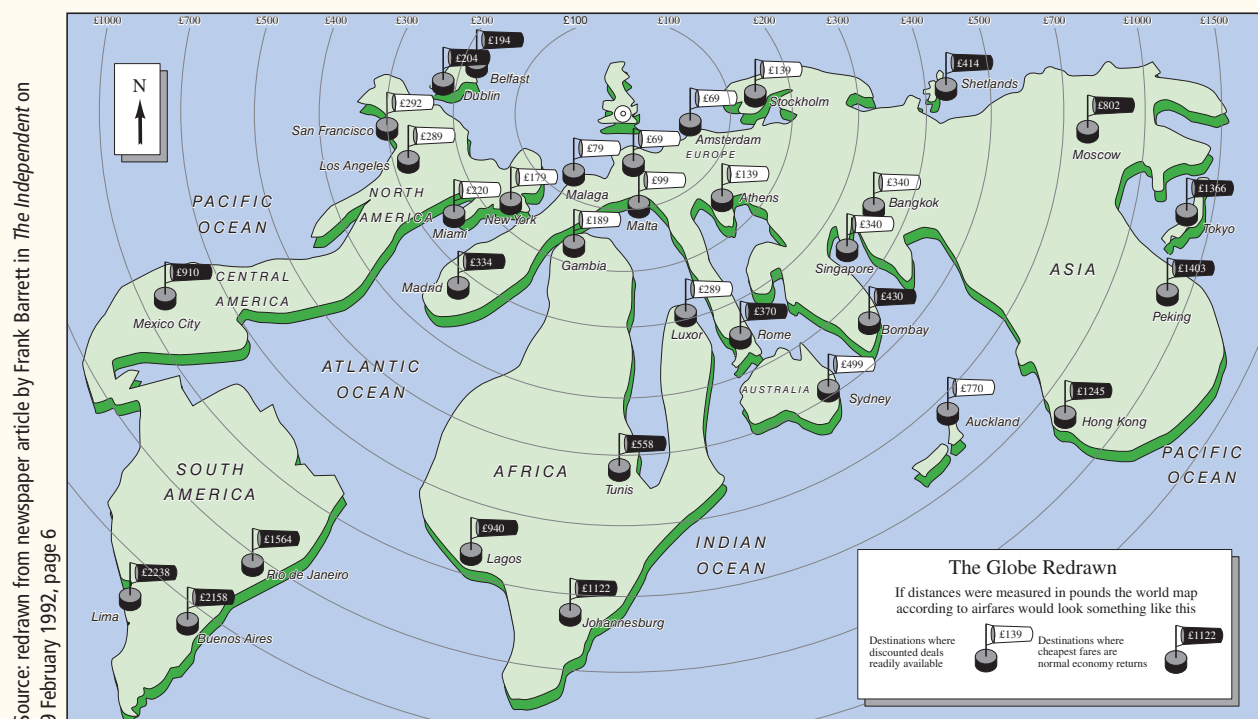 Source: redrawn from newspaper article by Frank Barrett in The Independent on
9 February 1992, page 6
£1000 £700 £500 £400 £300 £200 £100 £100 £200 £300 £400 £500 £700 £1000 £1500
N
£194
Belfast
£204
Dublin
£139
Stockholm
£414
Shetlands
£292
San Francisco
£69
Amsterdam
£802
Moscow
£289
Los Angeles
£79
Malaga
£69
EUROPE
£179
New York
£220
Miami
£99
Malta
£139
Athens
£340
Bangkok
£1366
Tokyo
NORTH
AMERICA
PACIFIC
OCEAN
£189
Gambia
£340
Singapore
£1403
Peking
ASIA
£910
Mexico City
CENTRAL
AMERICA
£334
Madrid
£289
Luxor
£370
Rome
£430
Bombay
ATLANTIC
OCEAN
AUSTRALIA
£499
Sydney
£770
Auckland
£1245
Hong Kong
PACIFIC
OCEAN
SOUTH
AMERICA
AFRICA
£558
Tunis
£940
Lagos
INDIAN
OCEAN
£1564
Rio de Janeiro
£2238
Lima
£2158
Buenos Aires
£1122
Johannesburg
The Globe Redrawn
If distances were measured in pounds the world map
according to airfares would look something like this
Destinations where
discounted deals
readily available
£139
Destinations where
cheapest fares are
normal economy returns
£1122